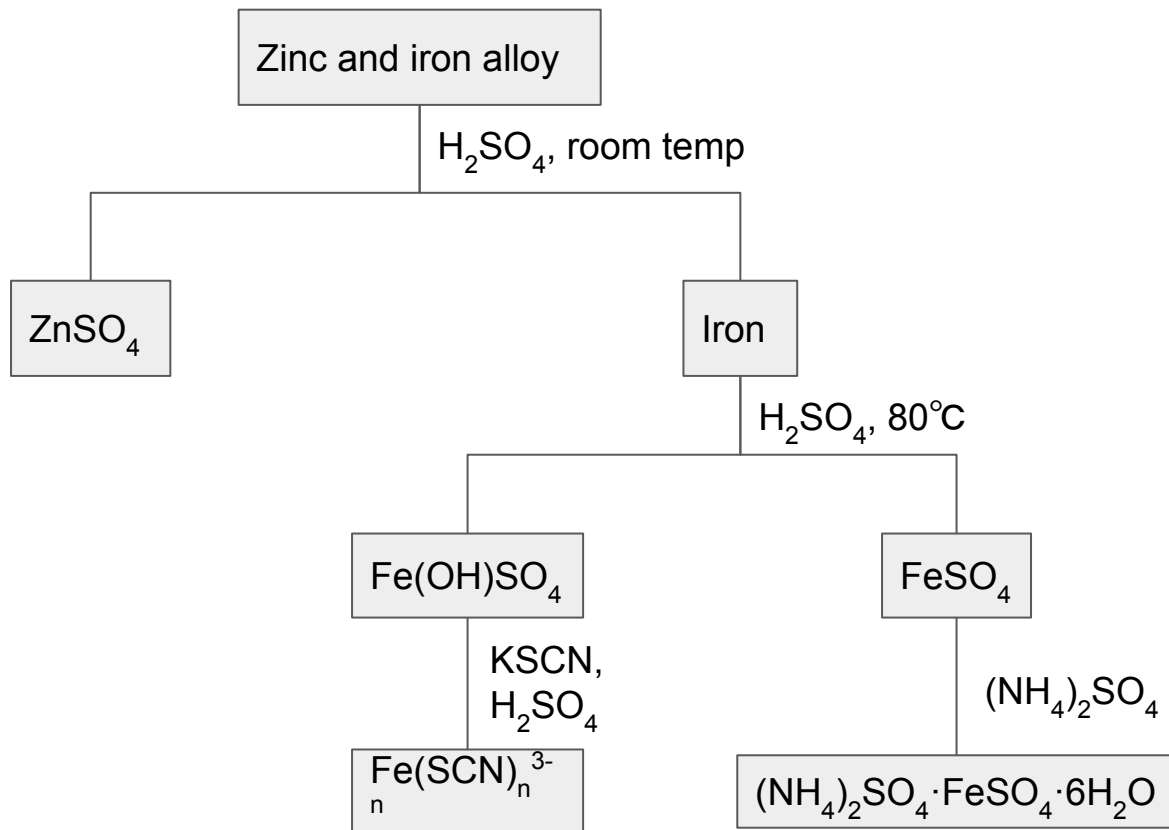 Zinc and iron alloy
H₂SO₄, room temp
ZnSO₄
Iron
H₂SO₄, 80℃
Fe(OH)SO₄
FeSO₄
KSCN,
H₂SO₄
(NH₄)₂SO₄
Fe(SCN)ₙ³⁻
ⁿ
(NH₄)₂SO₄·FeSO₄·6H₂O